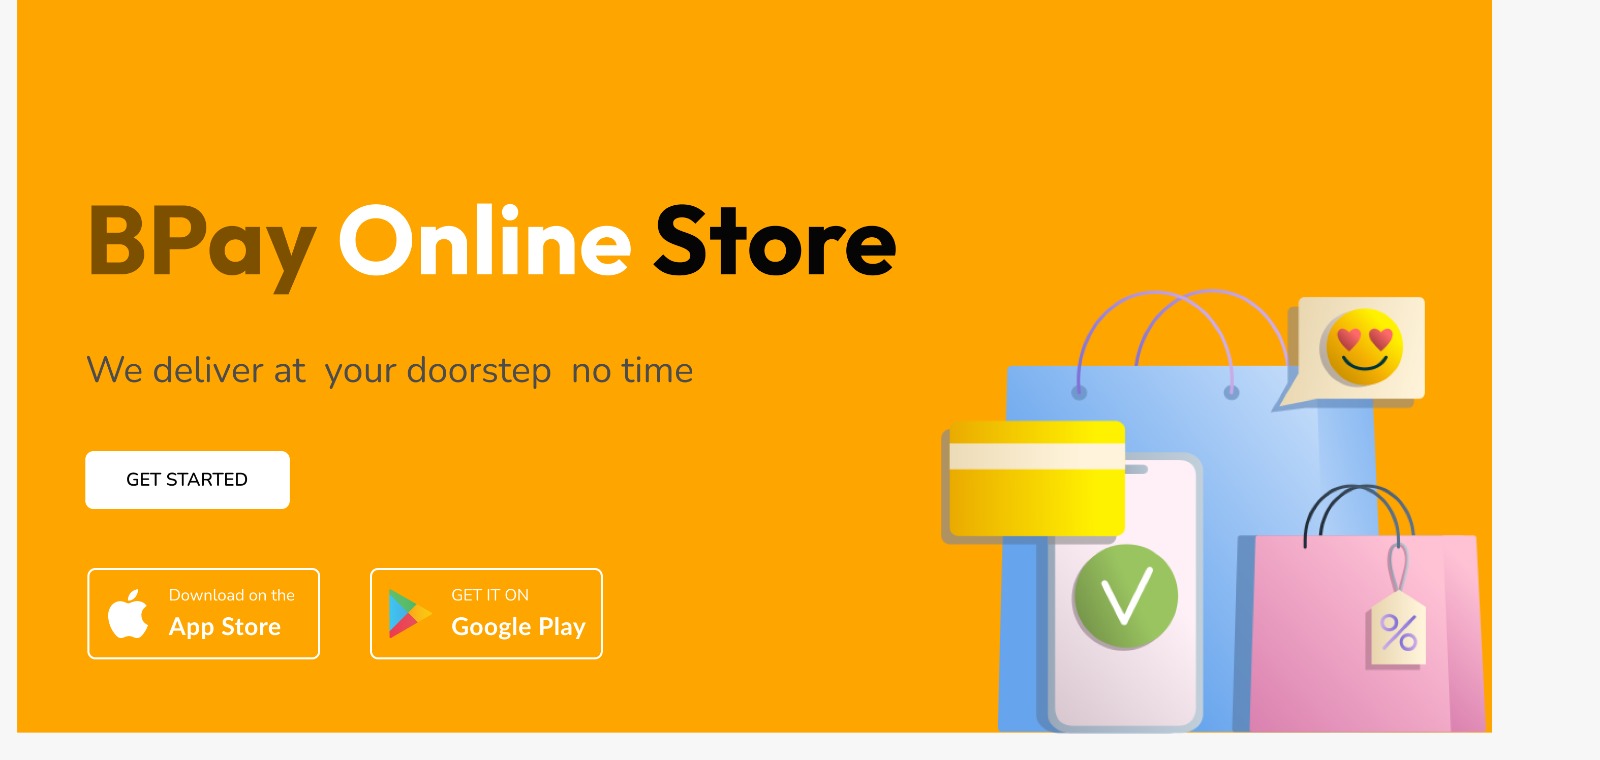 BPay Online Store
We deliver at your doorstep no time
GET STARTED
Download on the
App Store
GET IT ON
Google Play
%